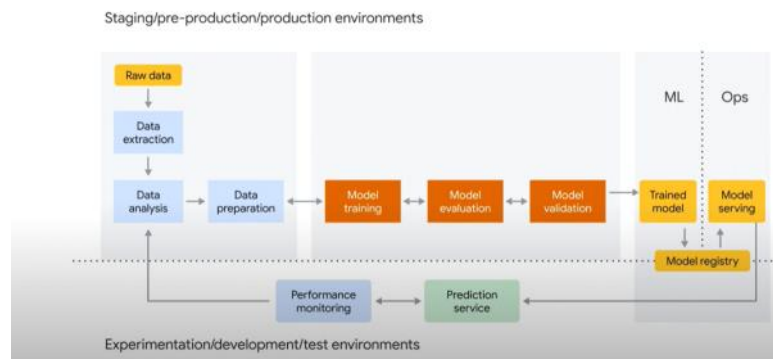 Staging/pre-production/production environments
Raw data
ML
Ops
Data
extraction
Data
analysis
Data
preparation
Model
training
Model
evaluation
Model
validation
Trained
model
Model
serving
Model registry
Performance
monitoring
Prediction
service
Experimentation/development/test environments